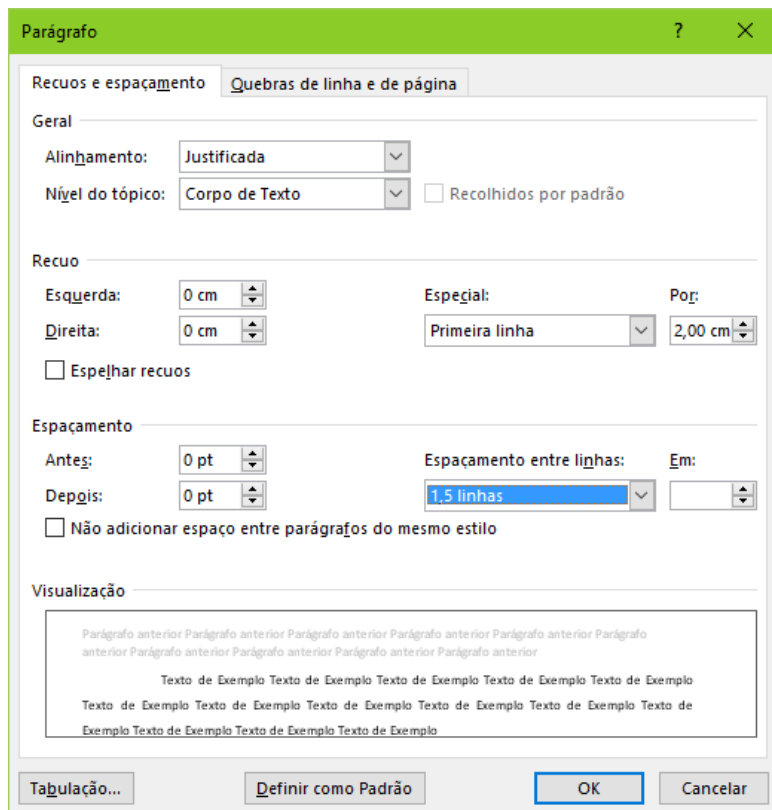 Parágrafo ?
Recuos e espaçamento Quebras de linha e de página
Geral
Alinhamento: Justificada
Nível do tópico: Corpo de Texto Recolhidos por padrão
Recuo
Esquerda: 0 cm Especial: Por:
Direita: 0 cm Primeira linha 2,00 cm
Espelhar recuos
Espaçamento
Antes: 0 pt Espaçamento entre linhas: Em:
Depois: 0 pt 1,5 linhas
Não adicionar espaço entre parágrafos do mesmo estilo
Visualização
Parágrafo anterior Parágrafo anterior Parágrafo anterior Parágrafo anterior Parágrafo anterior Parágrafo
anterior Parágrafo anterior Parágrafo anterior Parágrafo anterior Parágrafo anterior
Texto de Exemplo Texto de Exemplo Texto de Exemplo Texto de Exemplo Texto de Exemplo
Texto de Exemplo Texto de Exemplo Texto de Exemplo Texto de Exemplo Texto de Exemplo Texto de
Exemplo Texto de Exemplo Texto de Exemplo Texto de Exemplo
Tabulação... Definir como Padrão OK Cancelar